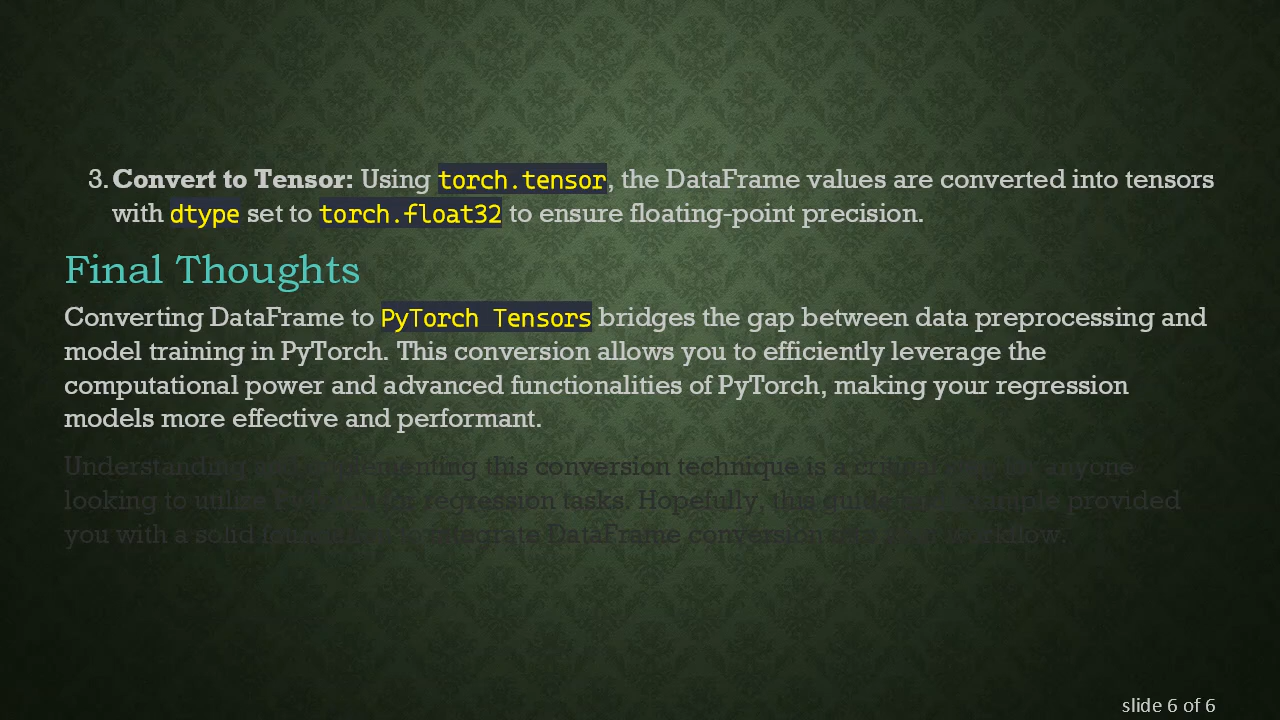 3. Convert to Tensor: Using torch.tensor, the DataFrame values are converted into tensors
with dtype set to torch.float32 to ensure floating-point precision.
Final Thoughts
Converting DataFrame to PyTorch Tensors bridges the gap between data preprocessing and
model training in PyTorch. This conversion allows you to efficiently leverage the
computational power and advanced functionalities of PyTorch, making your regression
models more effective and performant.
Understanding and implementing this conversion technique is a critical step for anyone
looking to utilize PyTorch for regression tasks. Hopefully, this guide and example provided
you with a solid foundation to integrate DataFrame conversion into your workflow.
slide 6 of 6